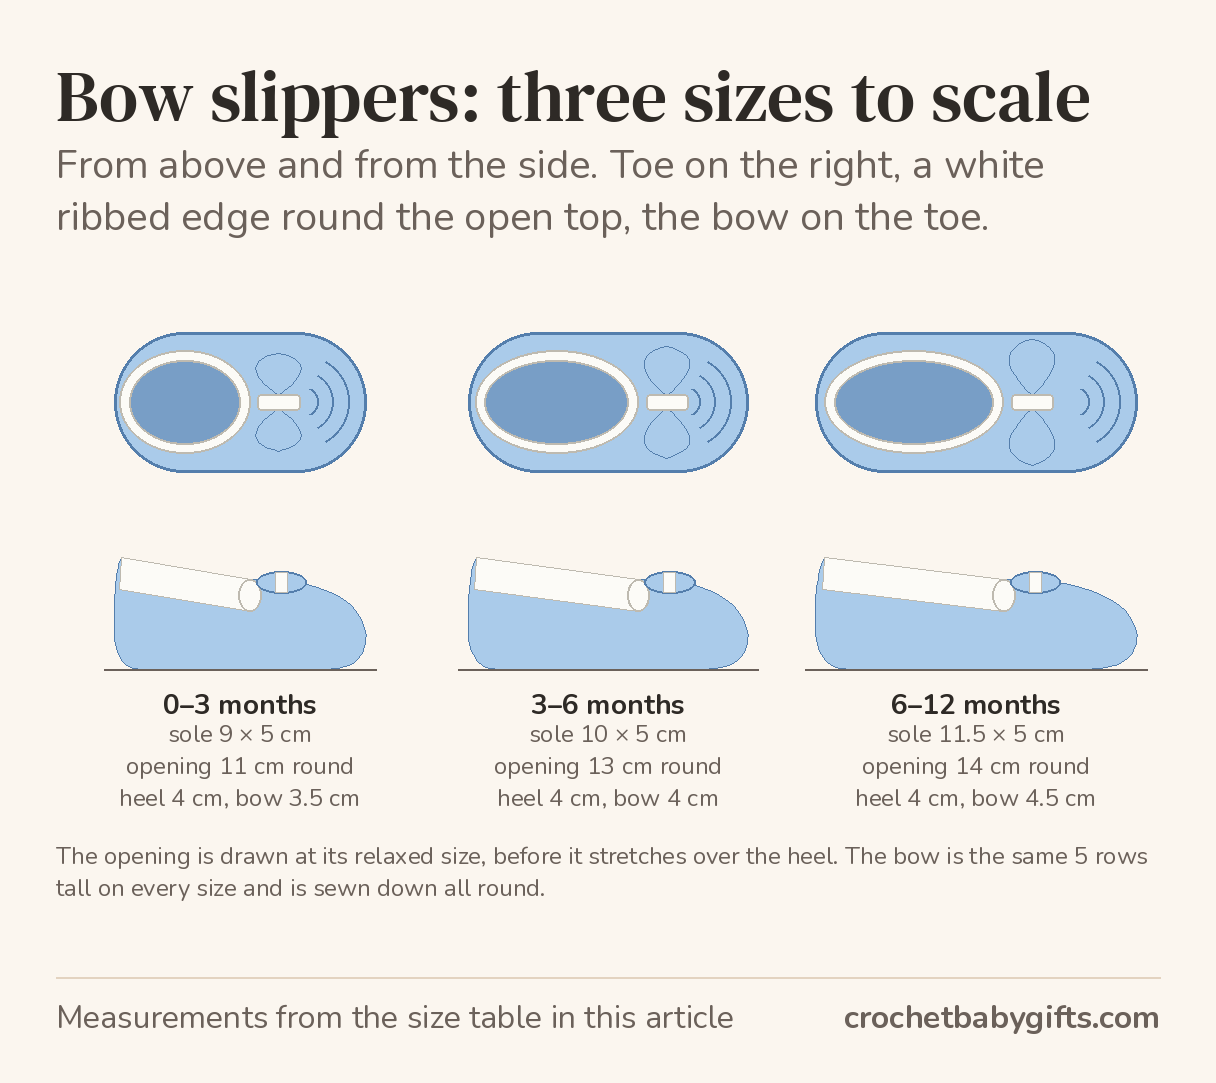 Bow slippers: three sizes to scale
From above and from the side. Toe on the right, a white
ribbed edge round the open top, the bow on the toe.
0–3 months
sole 9 × 5 cm
opening 11 cm round
heel 4 cm, bow 3.5 cm
3–6 months
sole 10 × 5 cm
opening 13 cm round
heel 4 cm, bow 4 cm
6–12 months
sole 11.5 × 5 cm
opening 14 cm round
heel 4 cm, bow 4.5 cm
The opening is drawn at its relaxed size, before it stretches over the heel. The bow is the same 5 rows
tall on every size and is sewn down all round.
Measurements from the size table in this article
crochetbabygifts.com